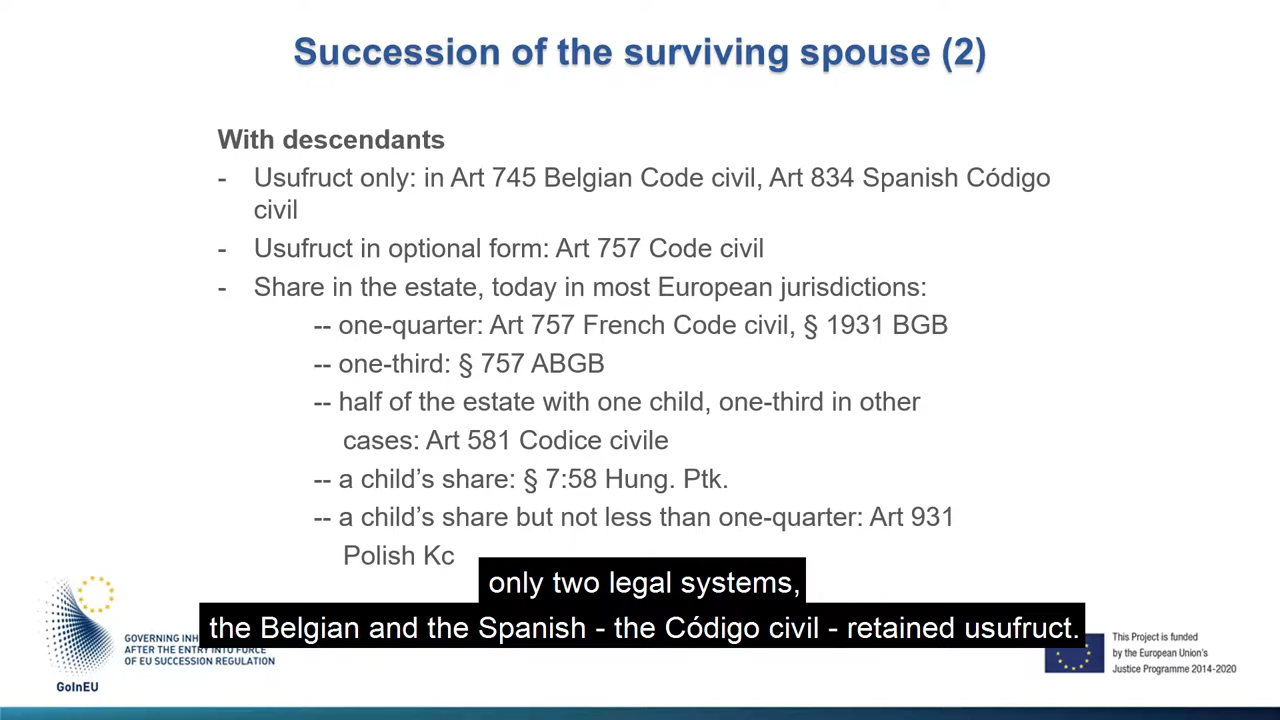 Succession of the surviving spouse (2)
With descendants
- Usufruct only: in Art 745 Belgian Code civil, Art 834 Spanish Código
civil
- Usufruct in optional form: Art 757 Code civil
- Share in the estate, today in most European jurisdictions:
-- one-quarter: Art 757 French Code civil, § 1931 BGB
-- one-third: § 757 ABGB
-- half of the estate with one child, one-third in other
cases: Art 581 Codice civile
-- a child’s share: § 7:58 Hung. Ptk.
-- a child’s share but not less than one-quarter: Art 931
Polish Kc
only two legal systems,
the Belgian and the Spanish - the Código civil - retained usufruct.
GOVERNING
AFTER THE ENTRY INTO FORCE
OF EU SUCCESSION REGULATION
GoInEU
This Project is funded
by the European Union's
Justice Programme 2014-2020